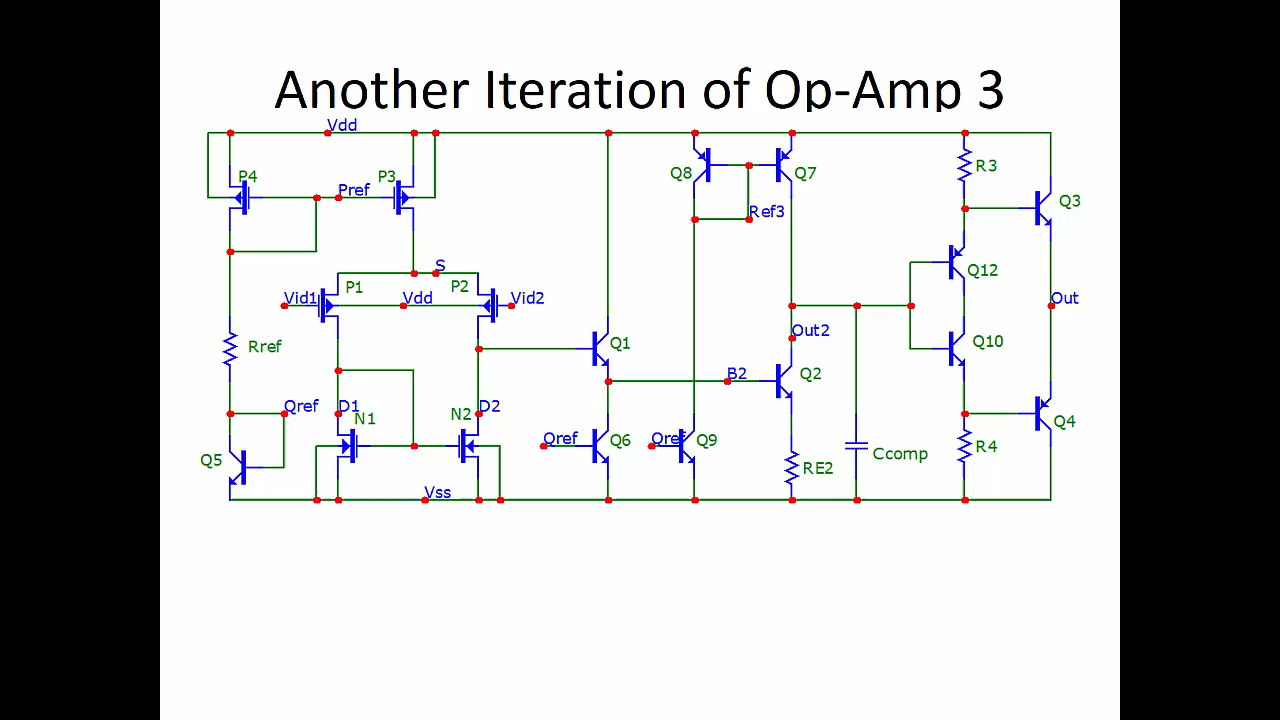 Another Iteration of Op-Amp 3
Vdd
P4
P3
Pref
Q8
Q7
Ref3
R3
Q3
S
P1
P2
Vid1
Vdd
Vid2
Q12
Out
Rref
Q1
Out2
Q10
Qref
D1
N1
N2
D2
B2
Q2
Q5
Qref
Q6
Qref
Q9
RE2
Ccomp
R4
Q4
Vss